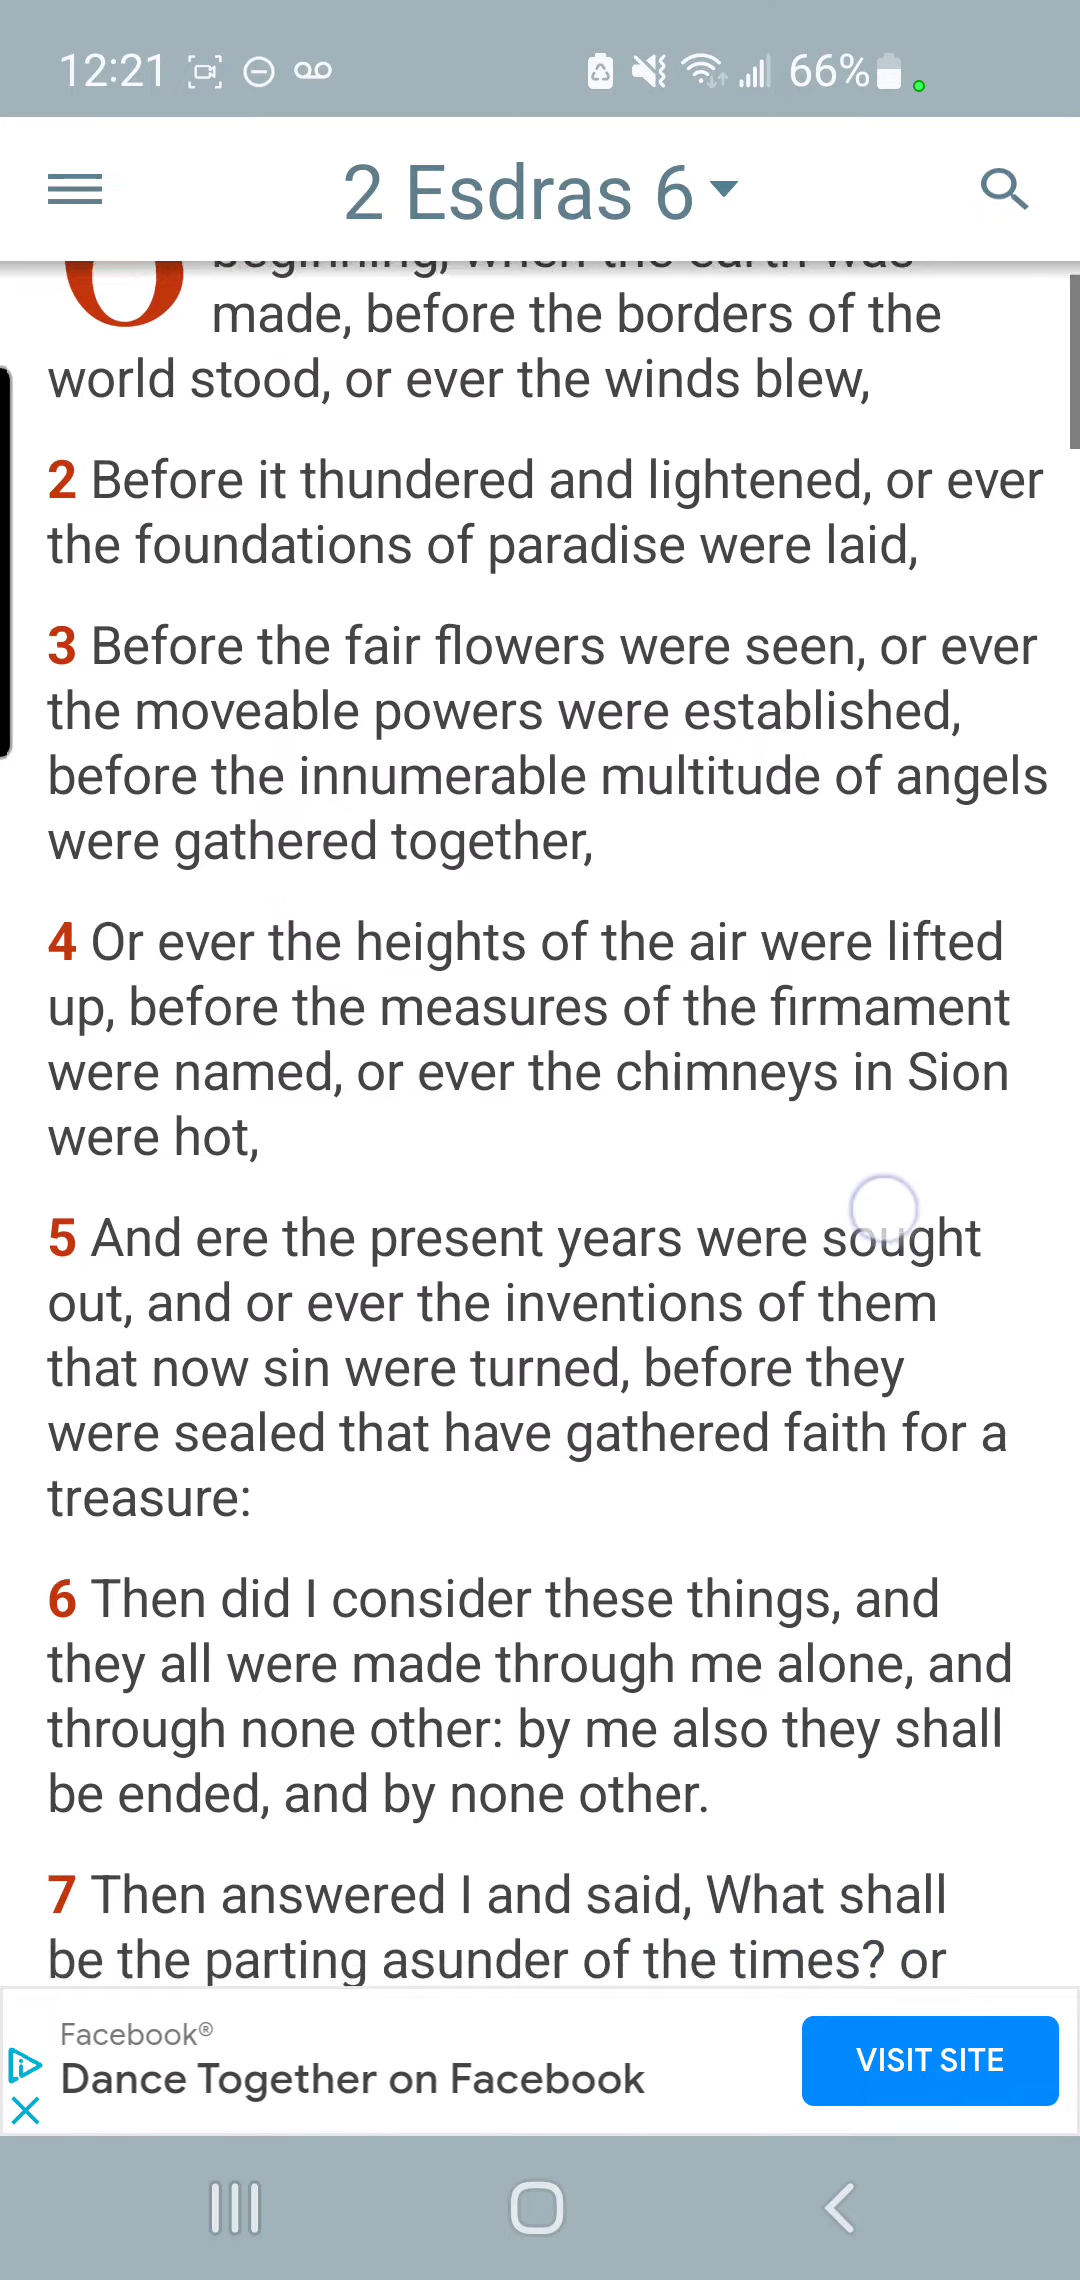 12:21
66%
2 Esdras 6
beginning, when the earth was
made, before the borders of the
world stood, or ever the winds blew,
2 Before it thundered and lightened, or ever
the foundations of paradise were laid,
3 Before the fair flowers were seen, or ever
the moveable powers were established,
before the innumerable multitude of angels
were gathered together,
4 Or ever the heights of the air were lifted
up, before the measures of the firmament
were named, or ever the chimneys in Sion
were hot,
5 And ere the present years were sought
out, and or ever the inventions of them
that now sin were turned, before they
were sealed that have gathered faith for a
treasure:
6 Then did I consider these things, and
they all were made through me alone, and
through none other: by me also they shall
be ended, and by none other.
7 Then answered I and said, What shall
be the parting asunder of the times? or
Facebook®
Dance Together on Facebook
VISIT SITE